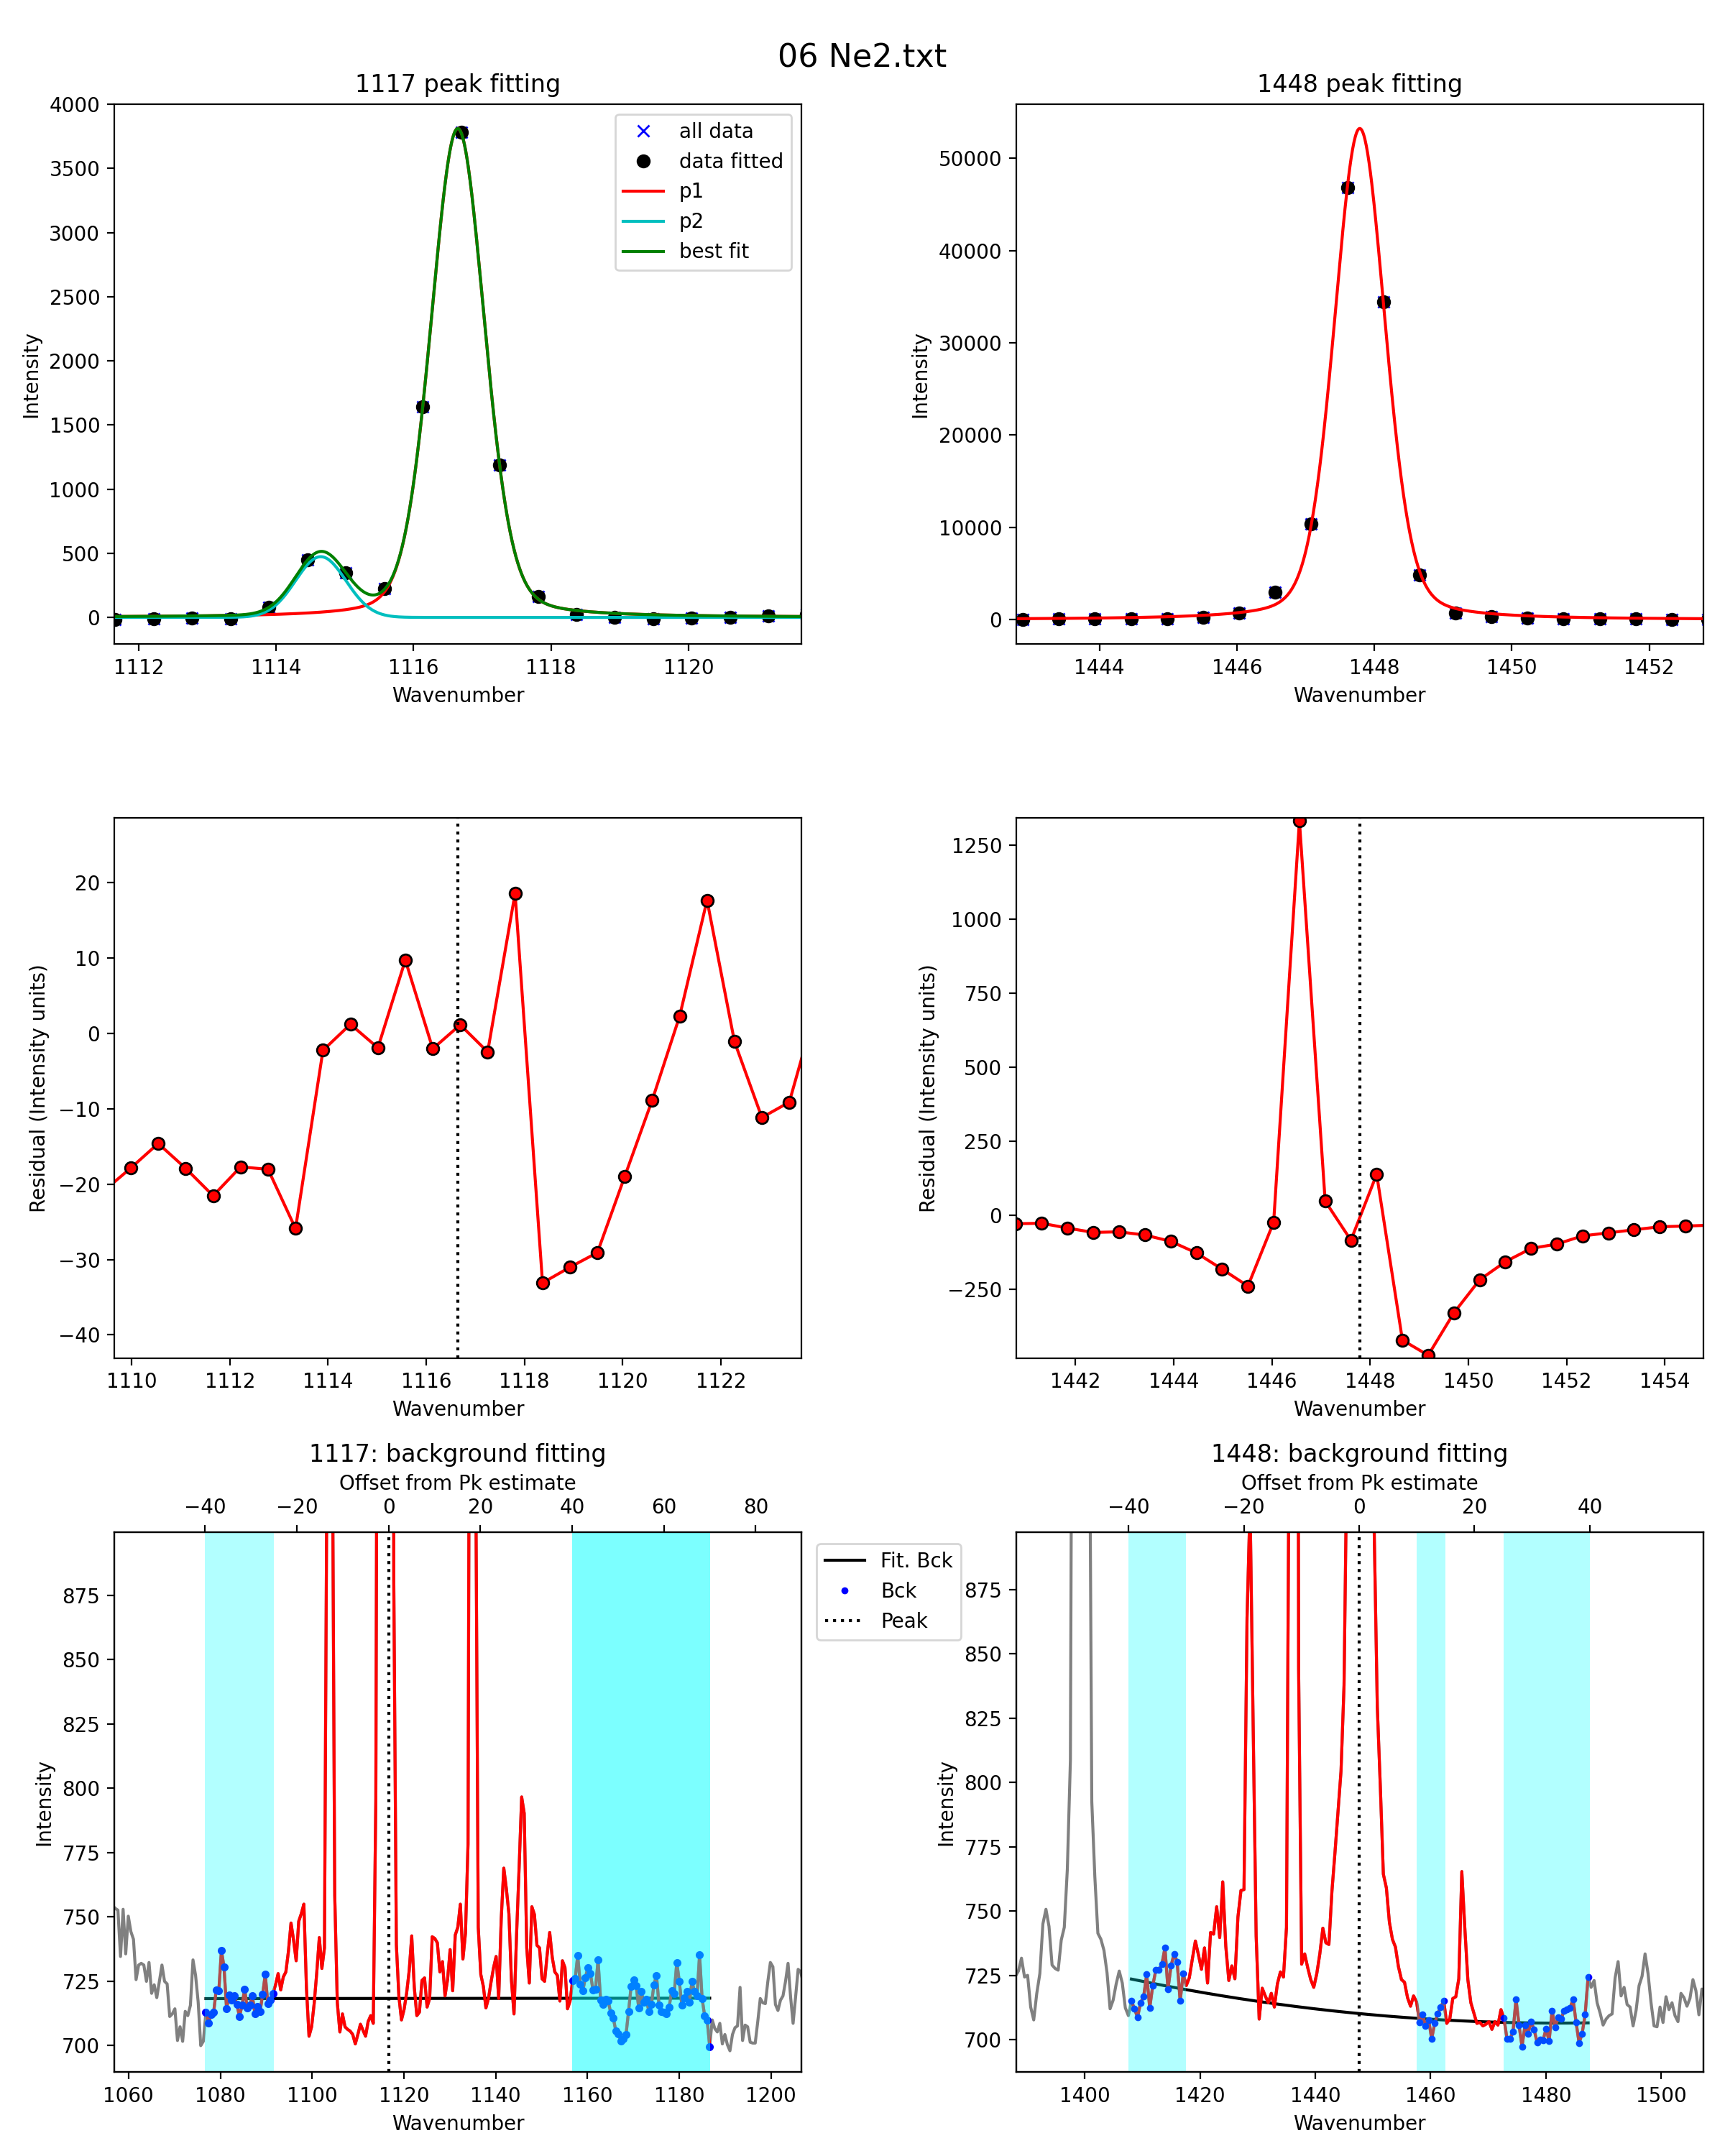 06 Ne2.txt
1117 peak fitting
4000
3500
3000
2500
2000
1500
1000
500
0
Intensity
all data
data fitted
p1
p2
best fit
1112 1114 1116 1118 1120
Wavenumber
1448 peak fitting
50000
40000
30000
20000
10000
0
Intensity
1444 1446 1448 1450 1452
Wavenumber
20
10
0
−10
−20
−30
−40
Residual (Intensity units)
1110 1112 1114 1116 1118 1120 1122
Wavenumber
1250
1000
750
500
250
0
−250
Residual (Intensity units)
1442 1444 1446 1448 1450 1452 1454
Wavenumber
1117: background fitting
Offset from Pk estimate
−40 −20 0 20 40 60 80
875
850
825
800
775
750
725
700
Intensity
1060 1080 1100 1120 1140 1160 1180 1200
Wavenumber
Fit. Bck
Bck
Peak
1448: background fitting
Offset from Pk estimate
−40 −20 0 20 40
875
850
825
800
775
750
725
700
Intensity
1400 1420 1440 1460 1480 1500
Wavenumber